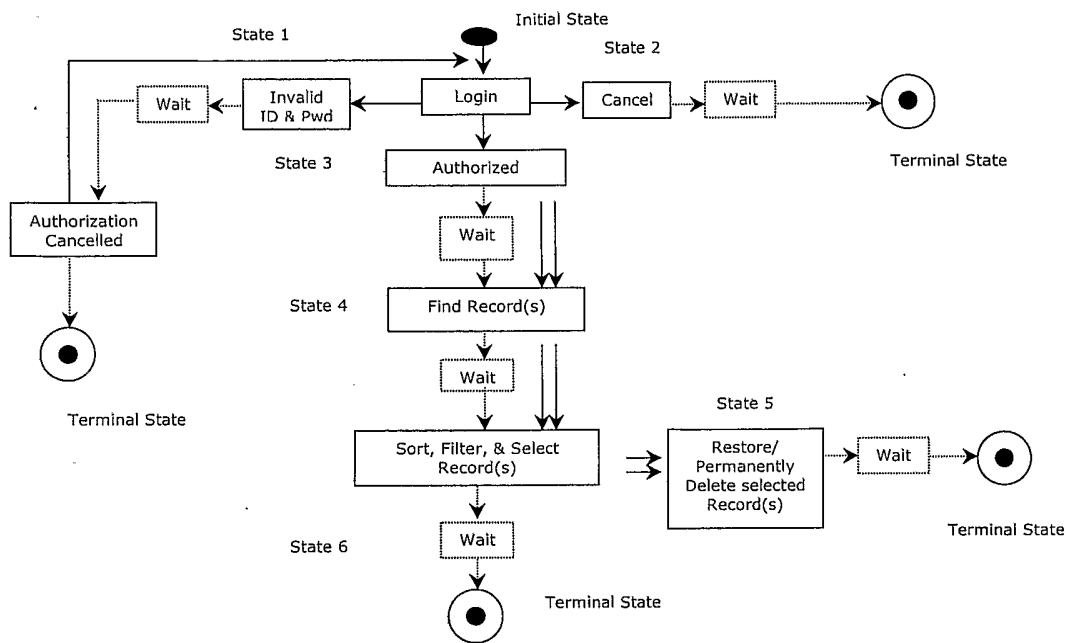 Initial State
State 1
State 2
Wait
Invalid
ID & Pwd
Login
Cancel
Wait
Terminal State
State 3
Authorized
Authorization
Cancelled
Wait
State 4
Find Record(s)
Wait
Terminal State
State 5
Sort, Filter, & Select
Record(s)
Restore/
Permanently
Delete selected
Record(s)
Wait
Terminal State
State 6
Wait
Terminal State